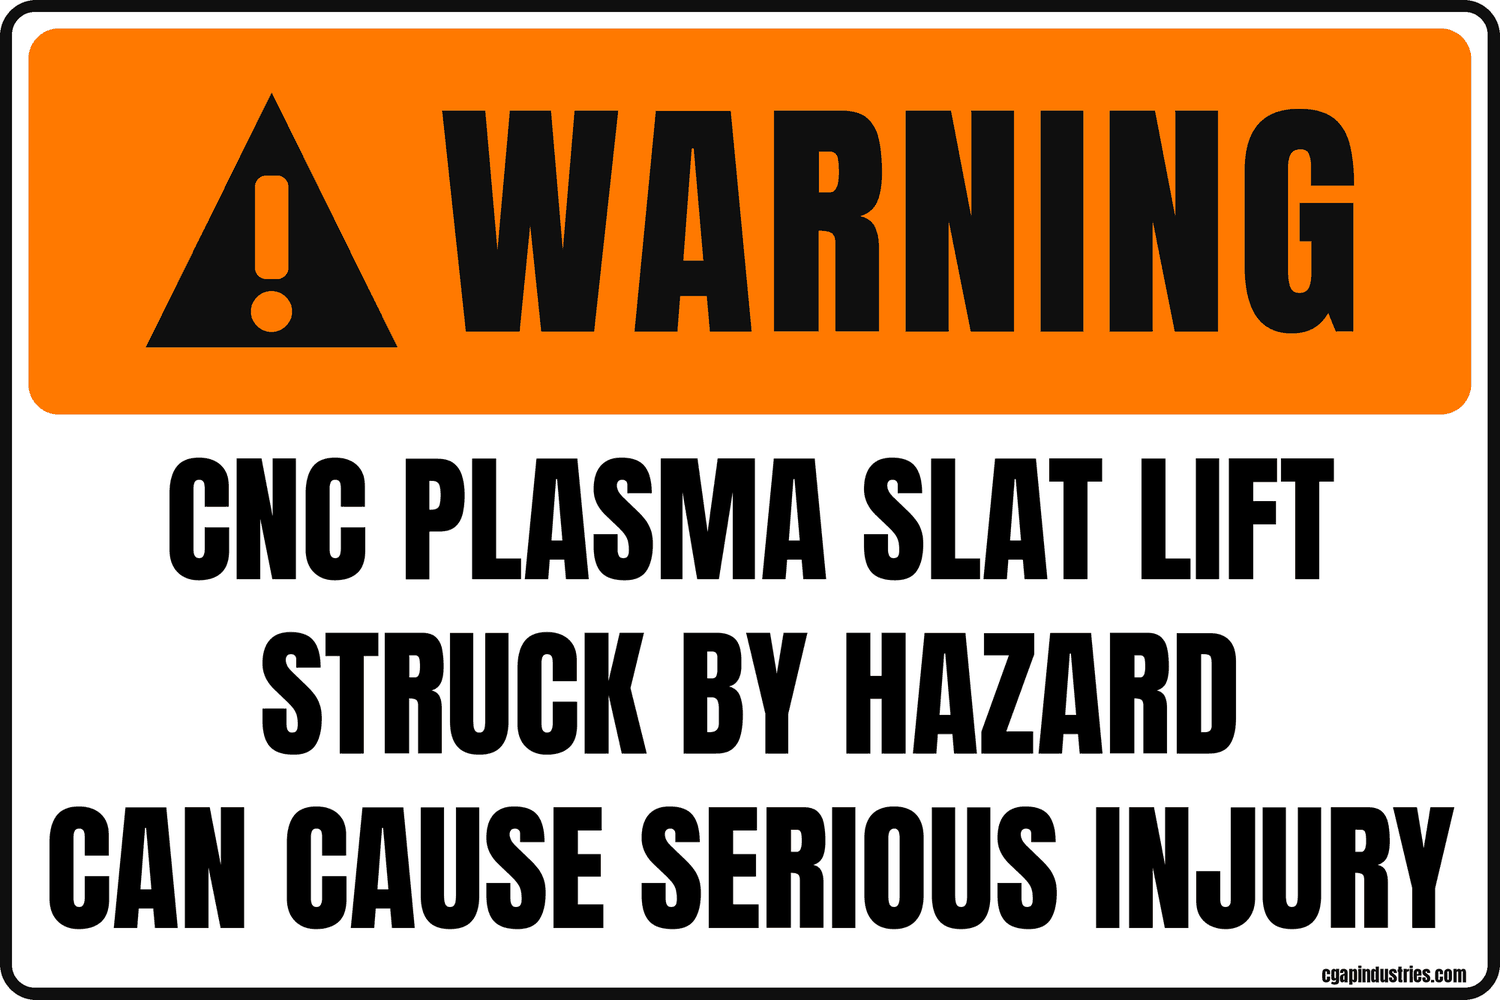 WARNING
CNC PLASMA SLAT LIFT
STRUCK BY HAZARD
CAN CAUSE SERIOUS INJURY
cgapindustries.com